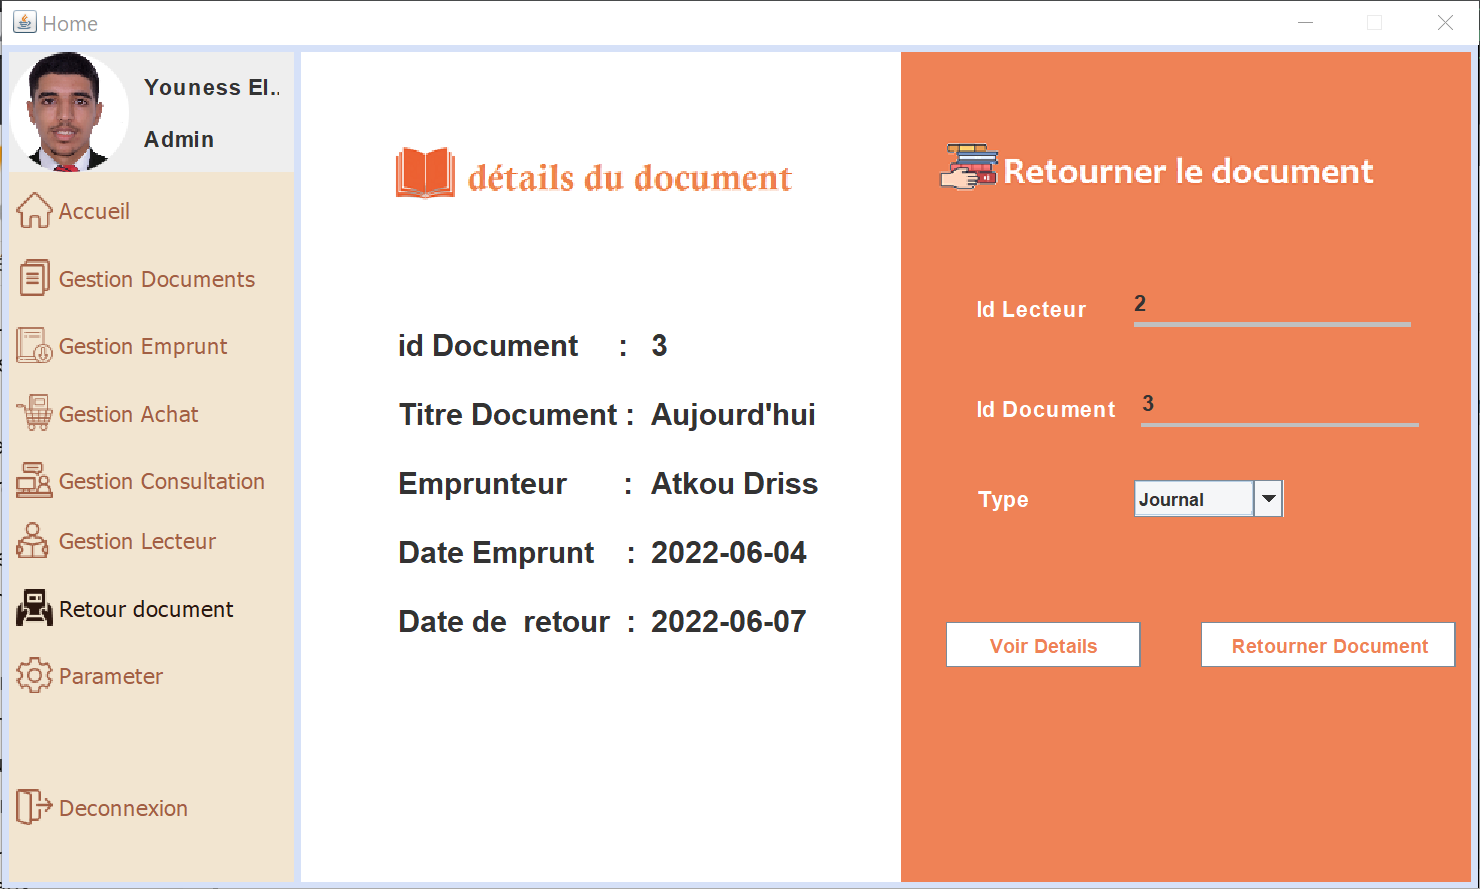 Home
Youness El..
Admin
Accueil
Gestion Documents
Gestion Emprunt
Gestion Achat
Gestion Consultation
Gestion Lecteur
Retour document
Parameter
Deconnexion
détails du document
id Document : 3
Titre Document : Aujourd'hui
Emprunteur : Atkou Driss
Date Emprunt : 2022-06-04
Date de retour : 2022-06-07
Retourner le document
Id Lecteur 2
Id Document 3
Type Journal
Voir Details Retourner Document